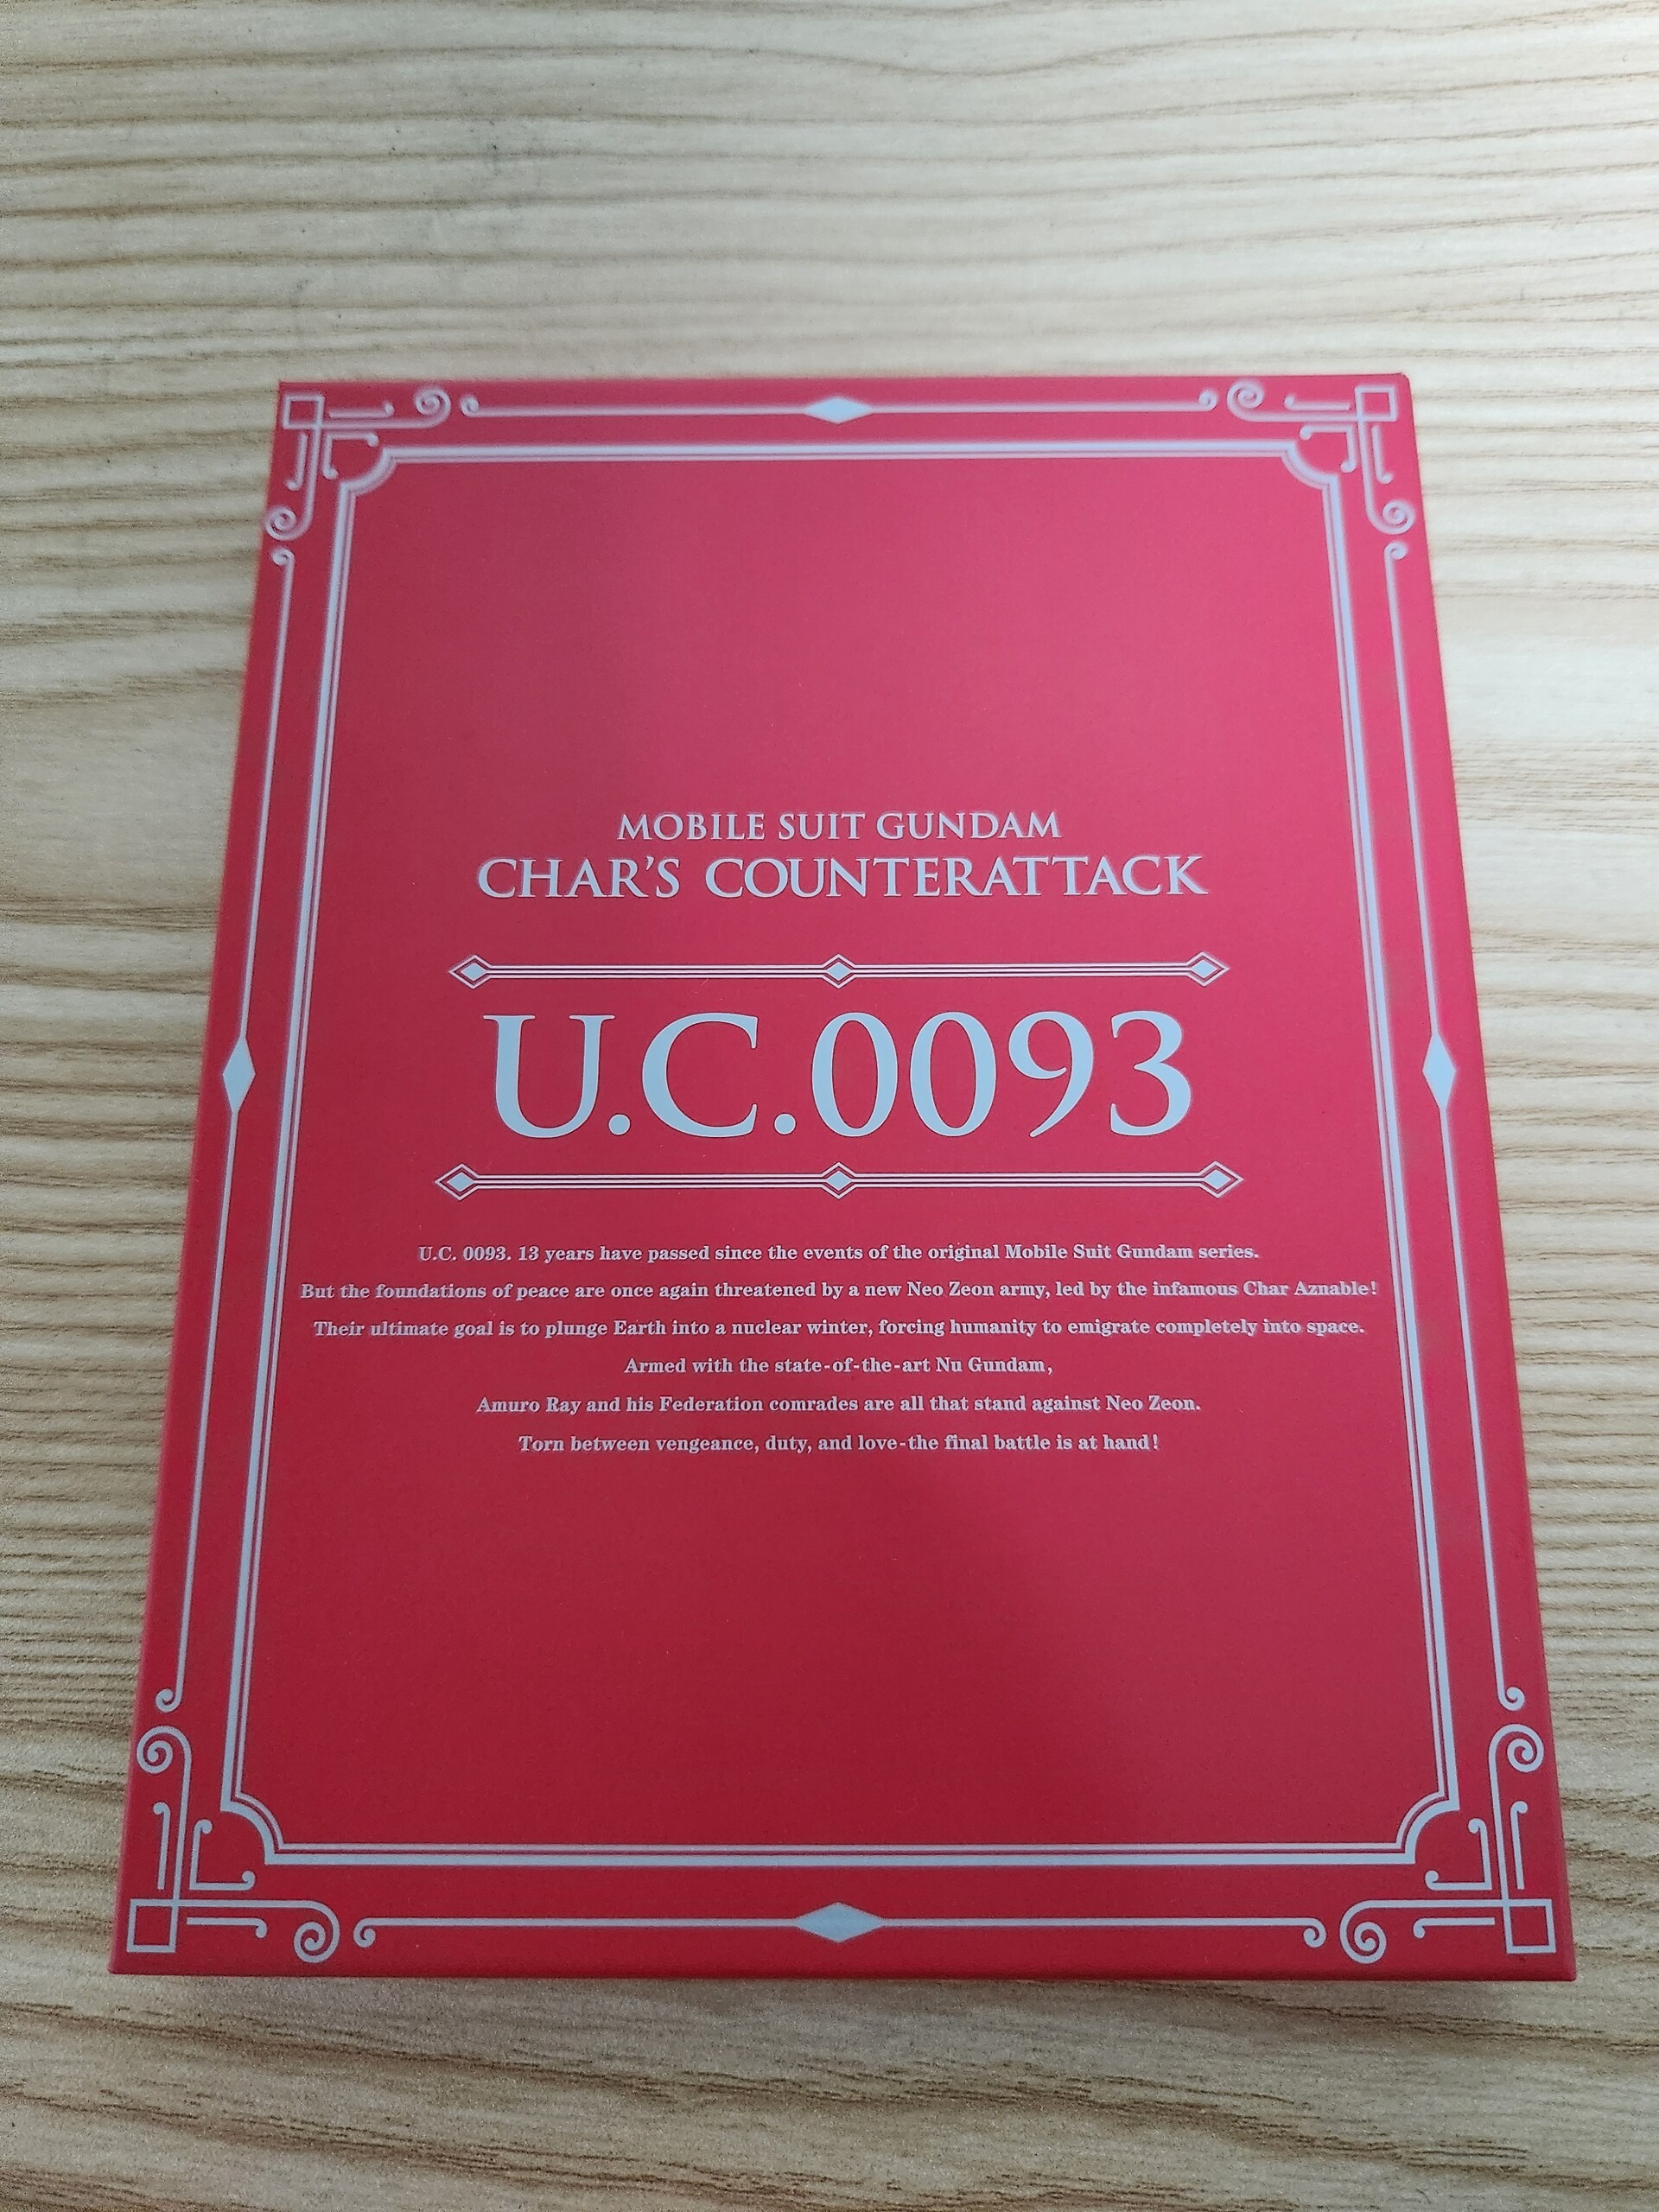 MOBILE SUIT GUNDAM
CHAR'S COUNTERATTACK
U.C.0093
U.C. 0093. 13 years have passed since the events of the original Mobile Suit Gundam series.
But the foundations of peace are once again threatened by a new Neo Zeon army, led by the infamous Char Aznable!
Their ultimate goal is to plunge Earth into a nuclear winter, forcing humanity to emigrate completely into space.
Armed with the state-of-the-art Nu Gundam,
Amuro Ray and his Federation comrades are all that stand against Neo Zeon.
Torn between vengeance, duty, and love-the final battle is at hand!